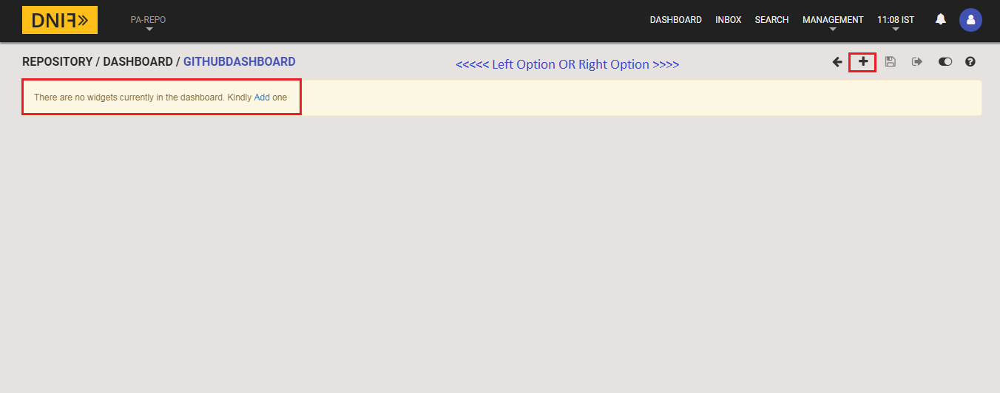 DNIF»
PA-REPO
DASHBOARD INBOX SEARCH MANAGEMENT 11:08 IST
REPOSITORY / DASHBOARD / GITHUBDASHBOARD
<<<<< Left Option OR Right Option >>>>
There are no widgets currently in the dashboard. Kindly Add one